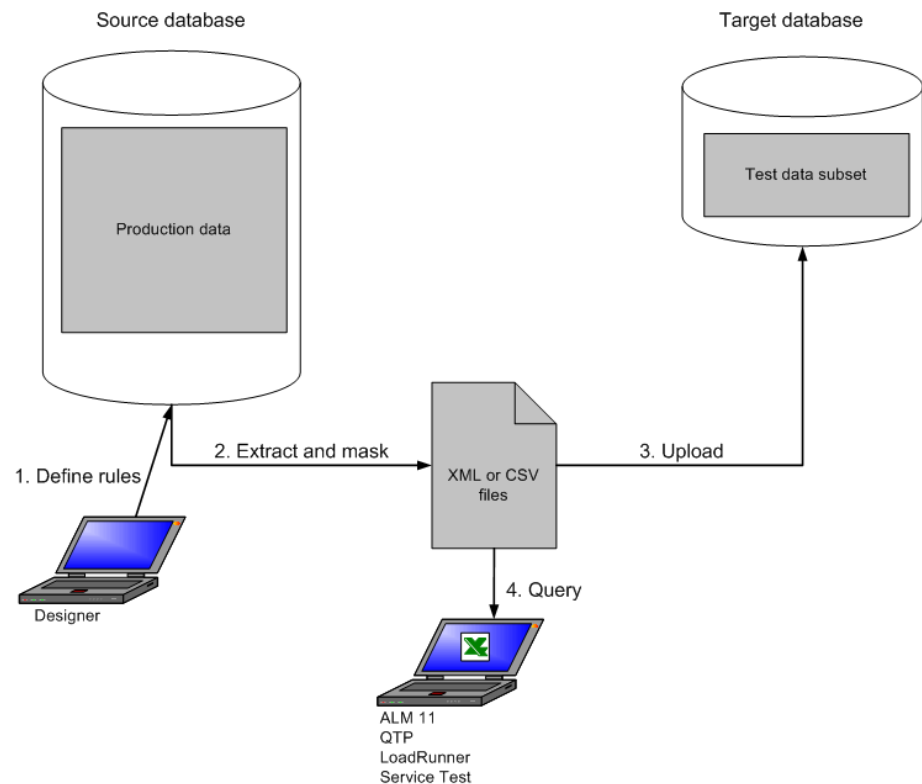 Source database
Target database
Production data
Test data subset
1. Define rules
2. Extract and mask
XML or CSV
files
3. Upload
Designer
4. Query
ALM 11
QTP
LoadRunner
Service Test